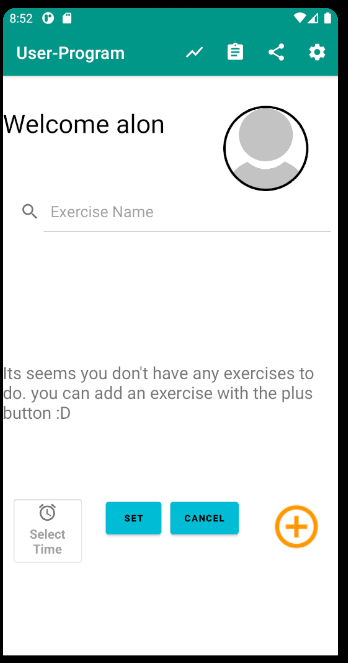 8:52
User-Program
Welcome alon
Exercise Name
Its seems you don't have any exercises to
do. you can add an exercise with the plus
button :D
SET
CANCEL
Select
Time